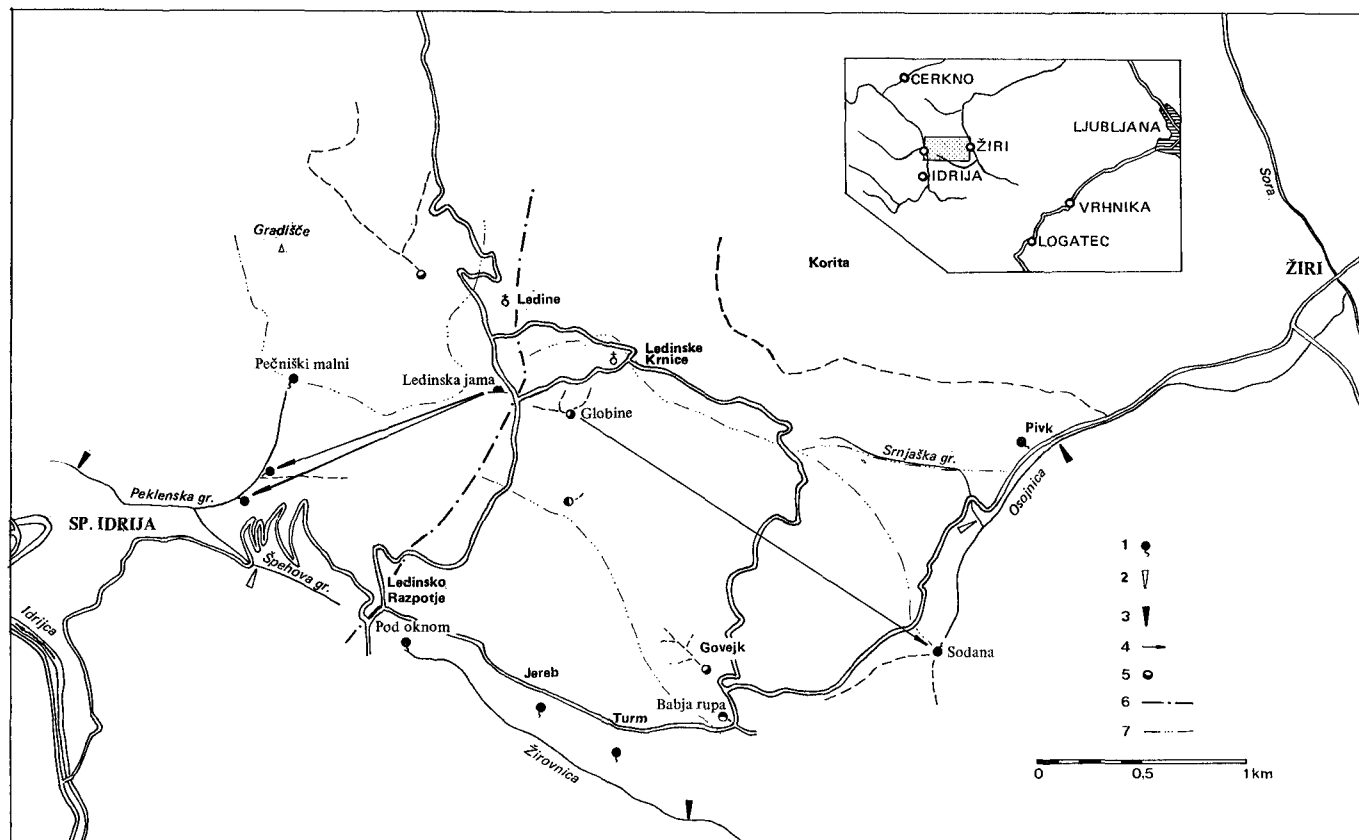 CERKNO
LJUBLJANA
ŽIRI
IDRIJA
VRHNIKA
LOGATEC
Sora
Gradišče
Korita
ŽIRI
Ledine
Ledinske
Krnice
Pečniški malni
Ledinska jama
Globine
Pivk
Srnjaška gr.
Osojnica
Peklenska gr.
SP. IDRIJA
Špehova gr.
Idrijca
Ledinsko
Razpotje
Pod oknom
Govejk
Sodana
Jereb
Babja rupa
Turm
Žirovnica
1
2
3
4
5
6
7
0 0.5 1km